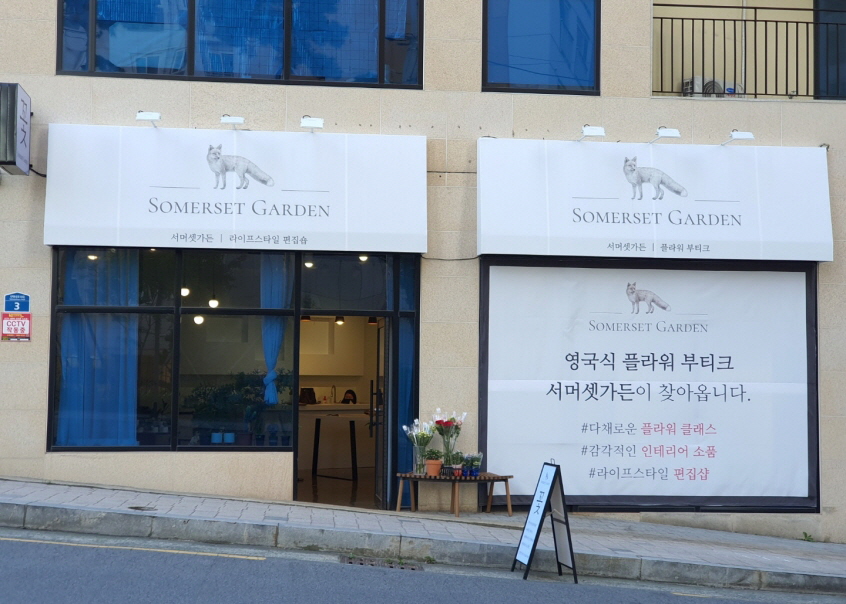 SOMERSET GARDEN
서머셋가든 | 라이프스타일 편집숍
SOMERSET GARDEN
서머셋가든 | 플라워 부티크
SOMERSET GARDEN
영국식 플라워 부티크
서머셋가든이 찾아옵니다.
#다채로운 플라워 클래스
#감각적인 인테리어 소품
#라이프스타일 편집샵
3
CCTV
작동중
꽃